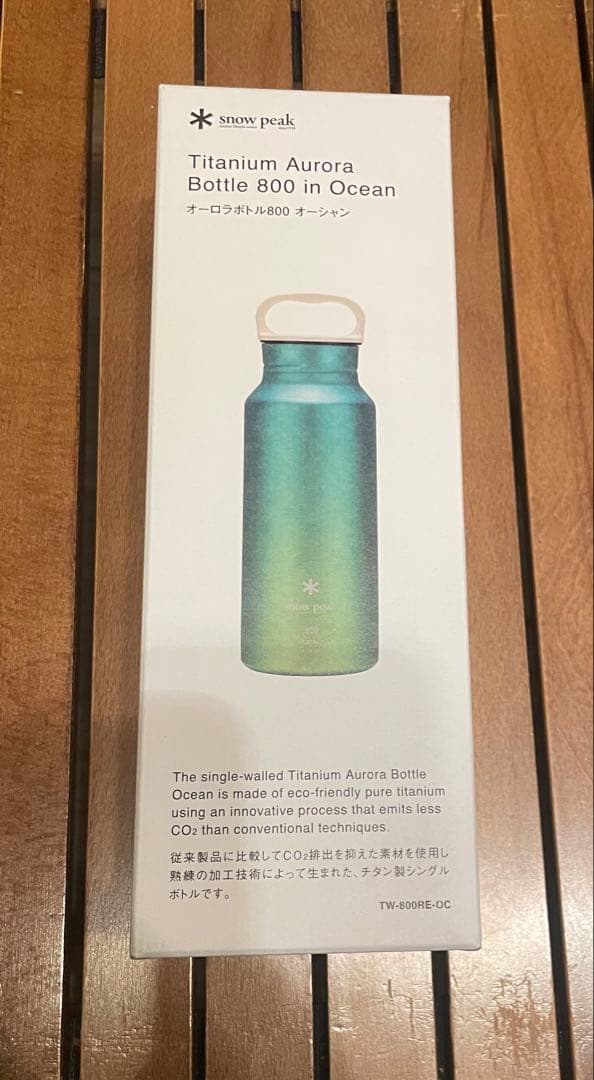 snow peak
Titanium Aurora
Bottle 800 in Ocean
オーロラボトル800 オーシャン
snow peak
The single-walled Titanium Aurora Bottle
Ocean is made of eco-friendly pure titanium
using an innovative process that emits less
CO₂ than conventional techniques.
従来製品に比較してCO₂排出を抑えた素材を使用し
熟練の加工技術によって生まれた、チタン製シングル
ボトルです。
TW-800RE-OC